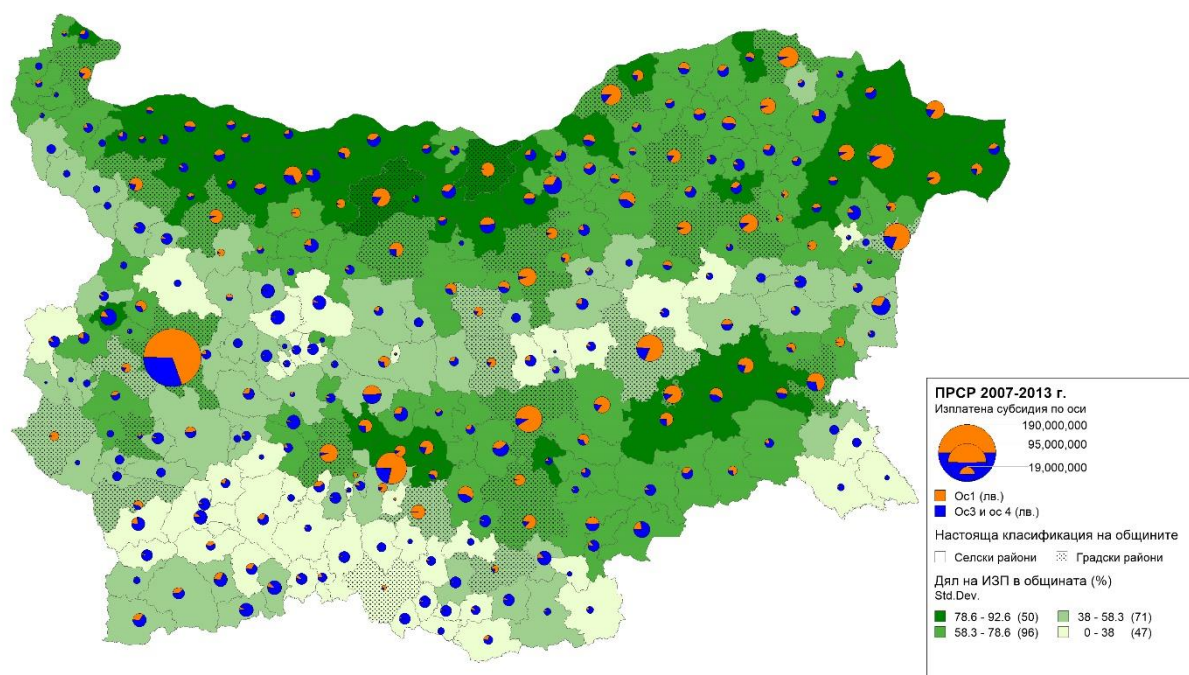 ПРСР 2007-2013 г.
Изплатена субсидия по оси
190,000,000
95,000,000
19,000,000
Ос1 (лв.)
Ос3 и ос 4 (лв.)
Настояща класификация на общините
Селски райони Градски райони
Дял на ИЗП в общината (%)
Std.Dev.
78.6 - 92.6 (50) 38 - 58.3 (71)
58.3 - 78.6 (96) 0 - 38 (47)